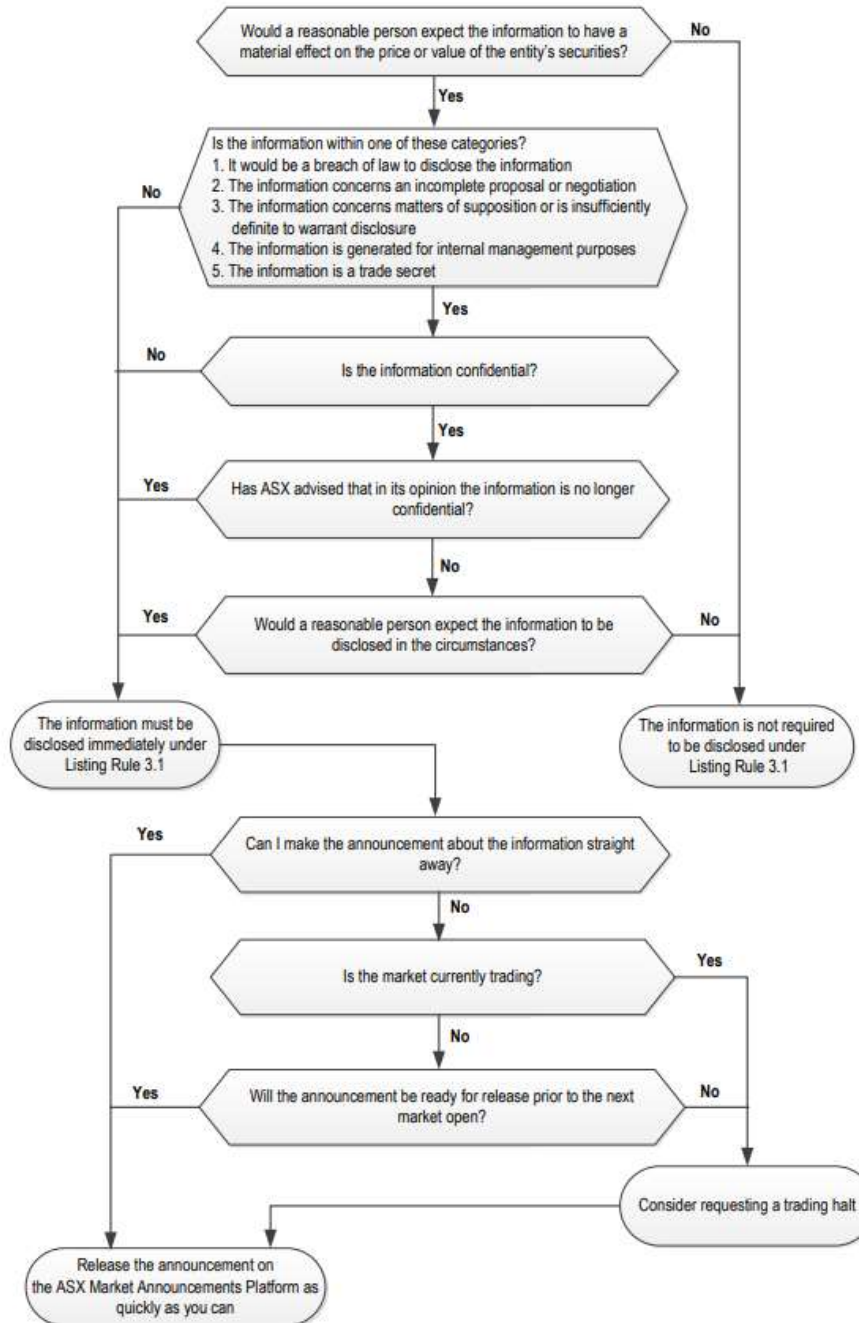 Would a reasonable person expect the information to have a
material effect on the price or value of the entity's securities?
No
Yes
Is the information within one of these categories?
1. It would be a breach of law to disclose the information
2. The information concerns an incomplete proposal or negotiation
3. The information concerns matters of supposition or is insufficiently
definite to warrant disclosure
4. The information is generated for internal management purposes
5. The information is a trade secret
No
Yes
No
Is the information confidential?
Yes
Yes
Has ASX advised that in its opinion the information is no longer
confidential?
No
Yes
Would a reasonable person expect the information to be
disclosed in the circumstances?
No
The information must be
disclosed immediately under
Listing Rule 3.1
The information is not required
to be disclosed under
Listing Rule 3.1
Yes
Can I make the announcement about the information straight
away?
No
Is the market currently trading?
Yes
No
Yes
Will the announcement be ready for release prior to the next
market open?
No
Consider requesting a trading halt
Release the announcement on
the ASX Market Announcements Platform as
quickly as you can